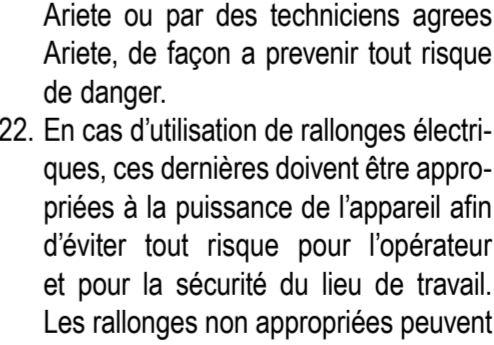 Ariete ou par des techniciens agrees
Ariete, de façon a prevenir tout risque
de danger.
22. En cas d'utilisation de rallonges électri-
ques, ces dernières doivent être appro-
priées à la puissance de l'appareil afin
d'éviter tout risque pour l'opérateur
et pour la sécurité du lieu de travail.
Les rallonges non appropriées peuvent